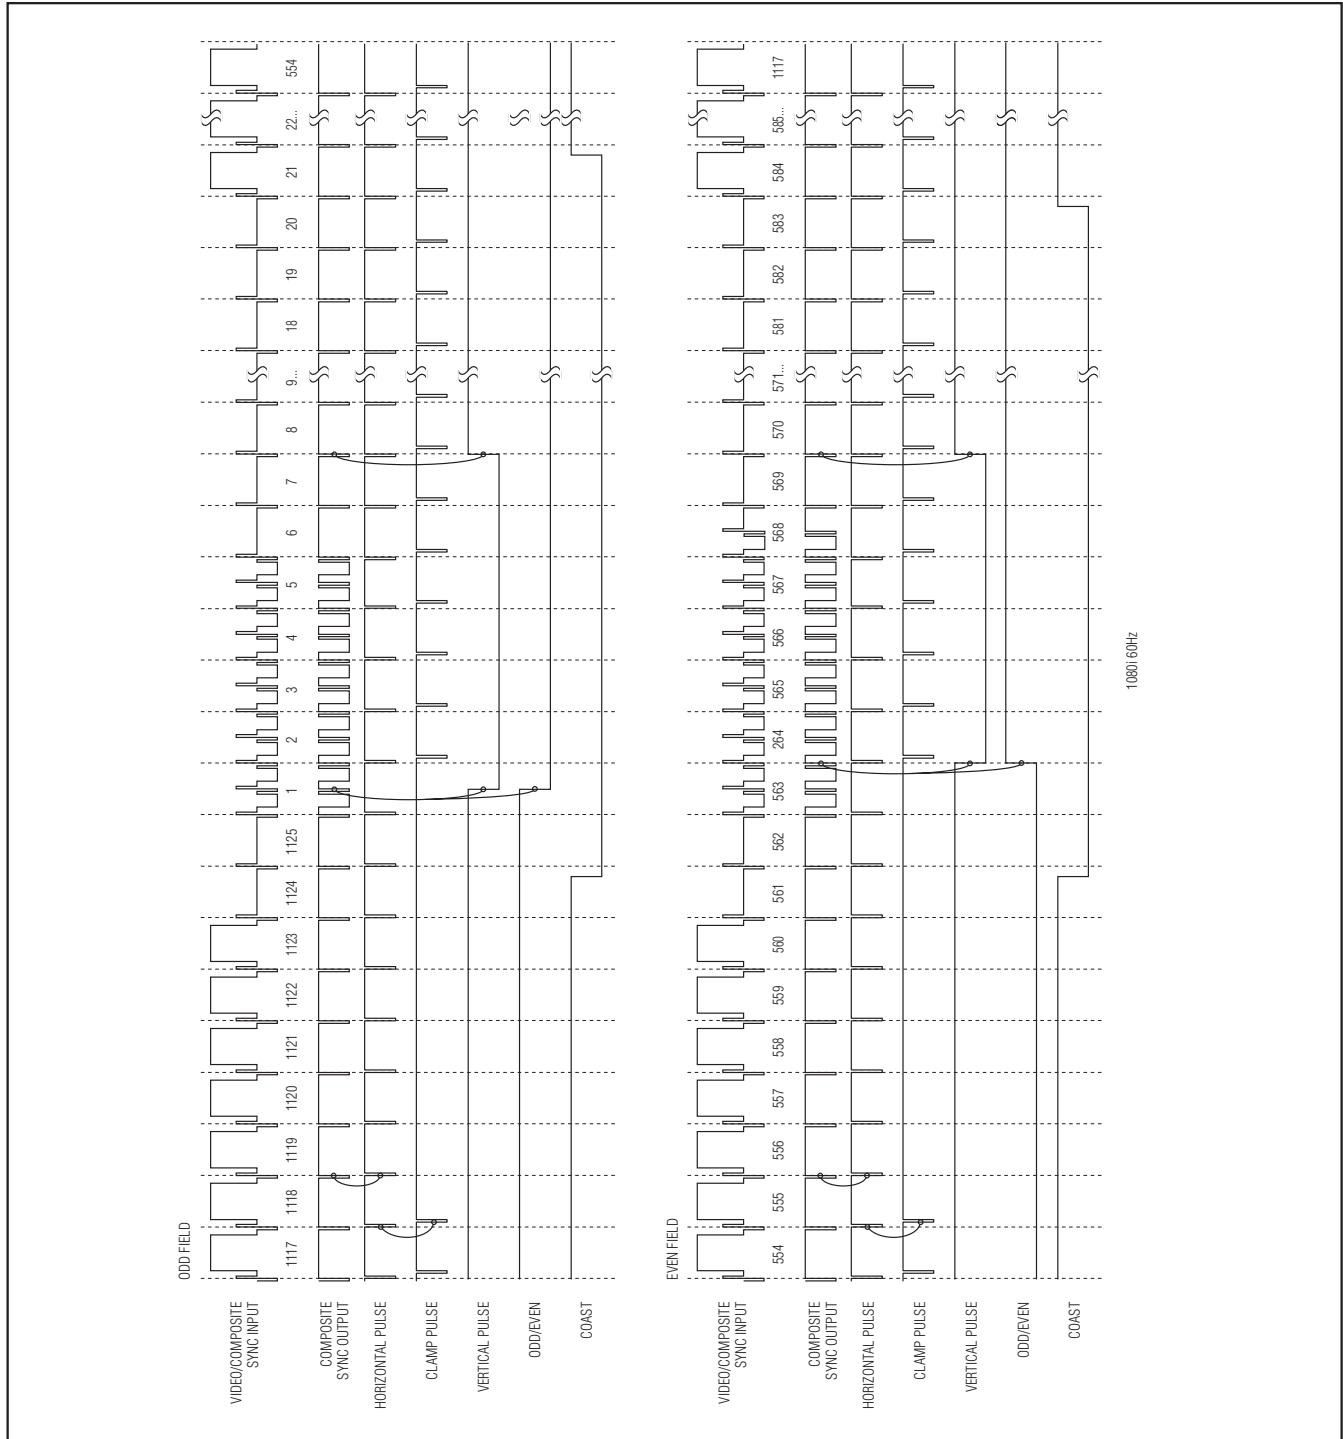 ODD FIELD
VIDEO/COMPOSITE
SYNC INPUT
1117
1118
1119
1120
1121
1122
1123
1124
1125
1
2
3
4
5
6
7
8
9...
18
19
20
21
22...
554
COMPOSITE
SYNC OUTPUT
HORIZONTAL PULSE
CLAMP PULSE
VERTICAL PULSE
ODD/EVEN
COAST
EVEN FIELD
VIDEO/COMPOSITE
SYNC INPUT
554
555
556
557
558
559
560
561
562
563
264
565
566
567
568
569
570
571...
581
582
583
584
585...
1117
COMPOSITE
SYNC OUTPUT
HORIZONTAL PULSE
CLAMP PULSE
VERTICAL PULSE
ODD/EVEN
COAST
1080i 60Hz